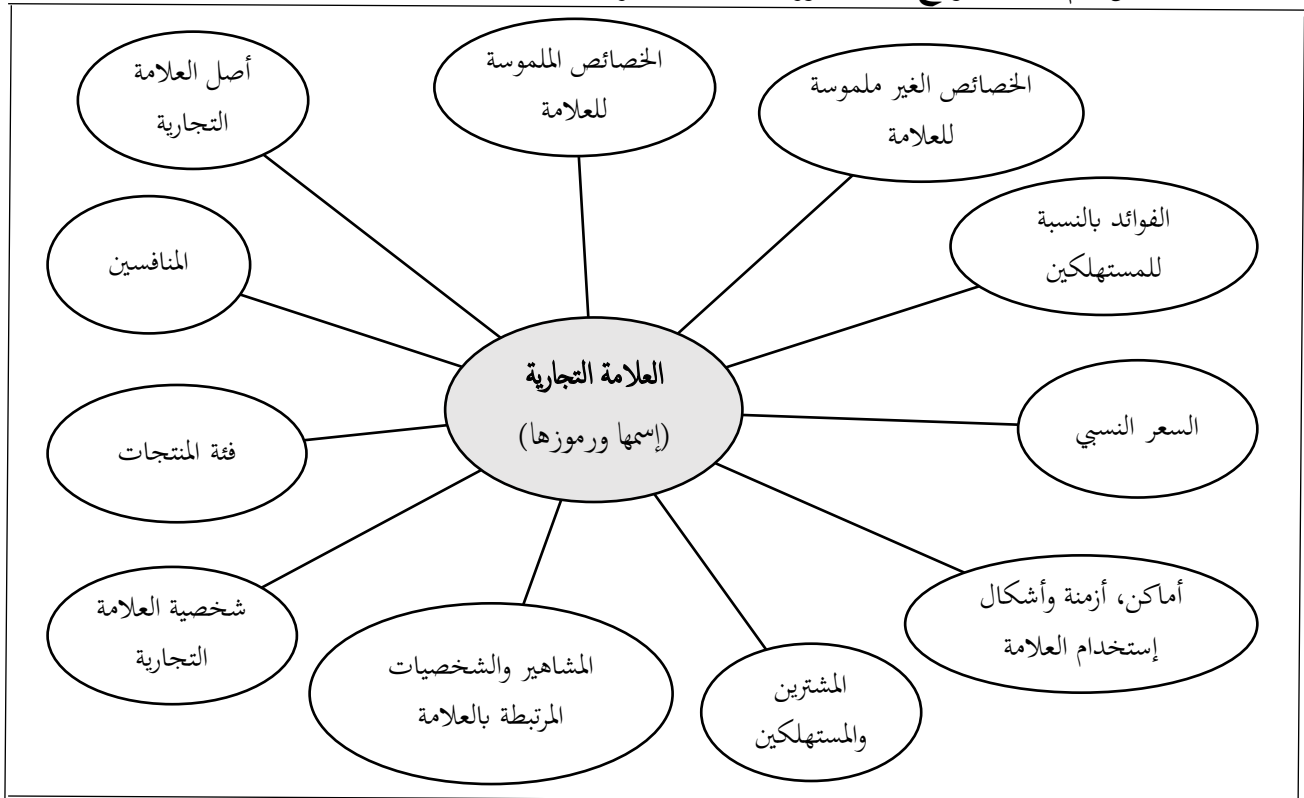 أصل العلامة
التجارية
الخصائص الملموسة
للعلامة
الخصائص الغير ملموسة
للعلامة
الفوائد بالنسبة
للمستهلكين
المنافسين
العلامة التجارية
(إسمها ورموزها)
السعر النسبي
فئة المنتجات
أماكن، أزمنة وأشكال
إستخدام العلامة
شخصية العلامة
التجارية
المشاهير والشخصيات
المرتبطة بالعلامة
المشترين
والمستهلكين